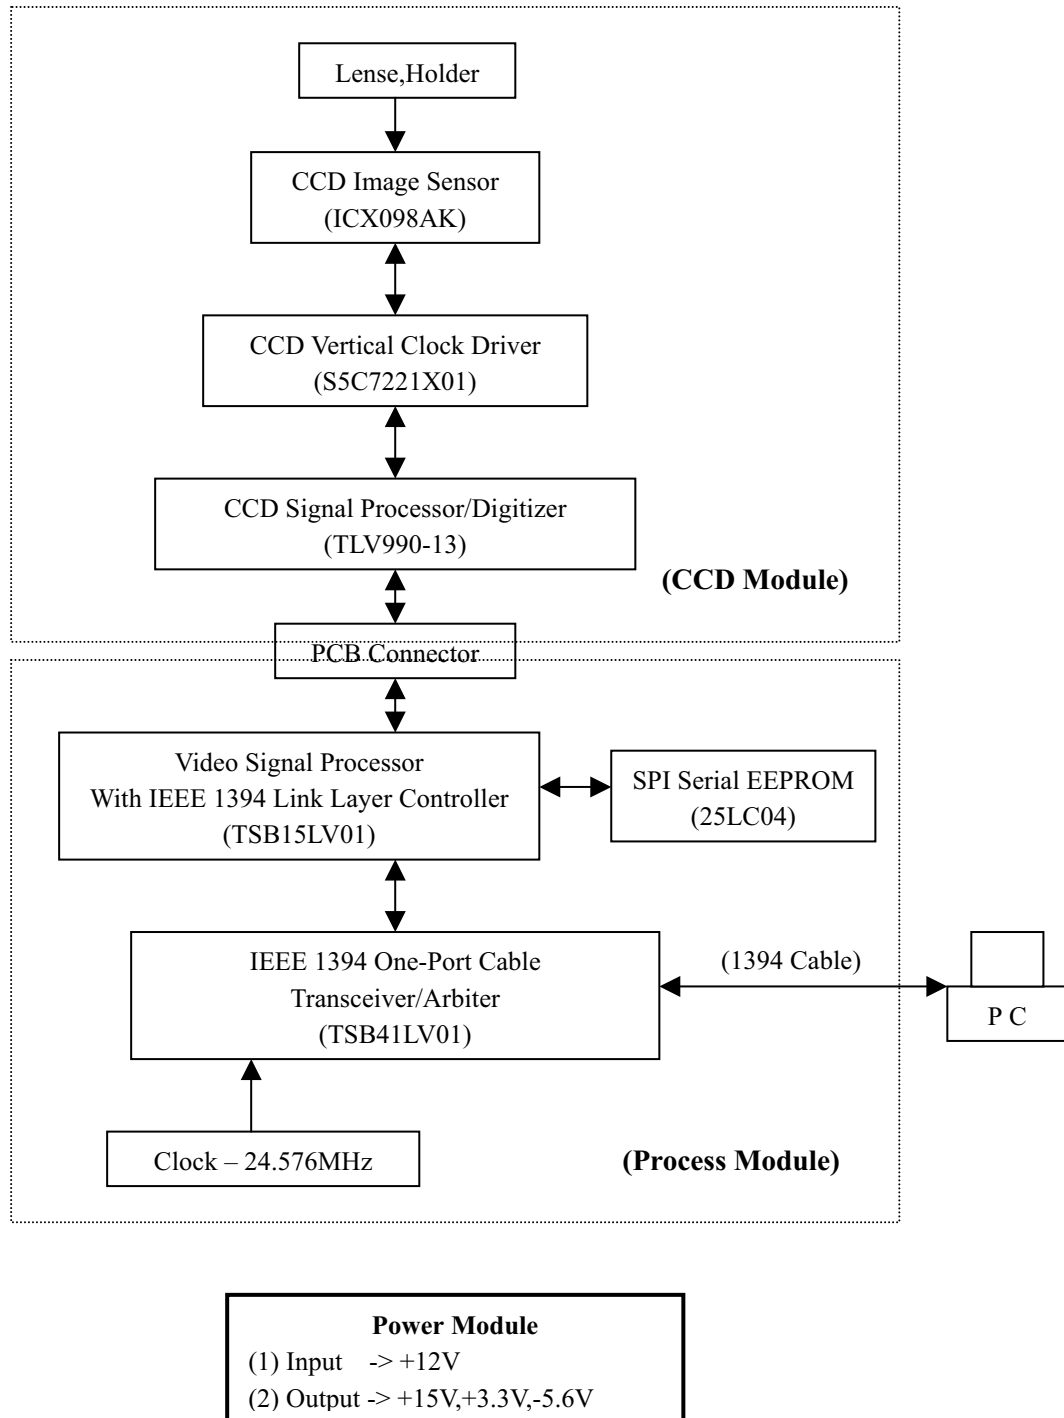 Lense,Holder
CCD Image Sensor
(ICX098AK)
CCD Vertical Clock Driver
(S5C7221X01)
CCD Signal Processor/Digitizer
(TLV990-13)
(CCD Module)
PCB Connector
Video Signal Processor
With IEEE 1394 Link Layer Controller
(TSB15LV01)
SPI Serial EEPROM
(25LC04)
IEEE 1394 One-Port Cable
Transceiver/Arbiter
(TSB41LV01)
(1394 Cable)
P C
Clock – 24.576MHz
(Process Module)
Power Module
(1) Input -> +12V
(2) Output -> +15V,+3.3V,-5.6V